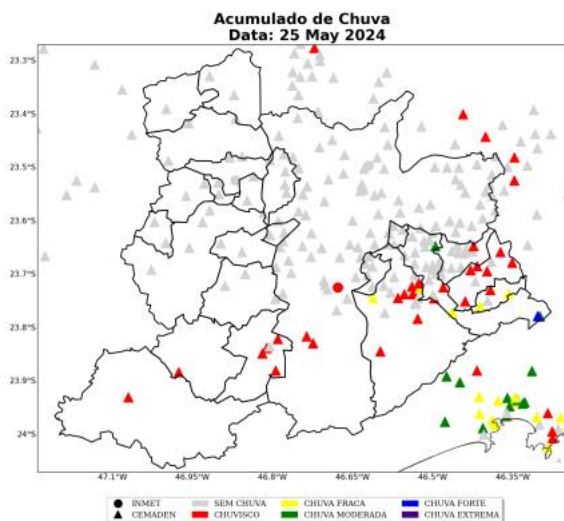 Acumulado de Chuva
Data: 25 May 2024
23.3°S
23.4°S
23.5°S
23.6°S
23.7°S
23.8°S
23.9°S
24°S
47.1°W
46.95°W
46.8°W
46.65°W
46.5°W
46.35°W
INMET
SEM CHUVA
CHUVA FRACA
CHUVA FORTE
CEMADEN
CHUVISCO
CHUVA MODERADA
CHUVA EXTREMA